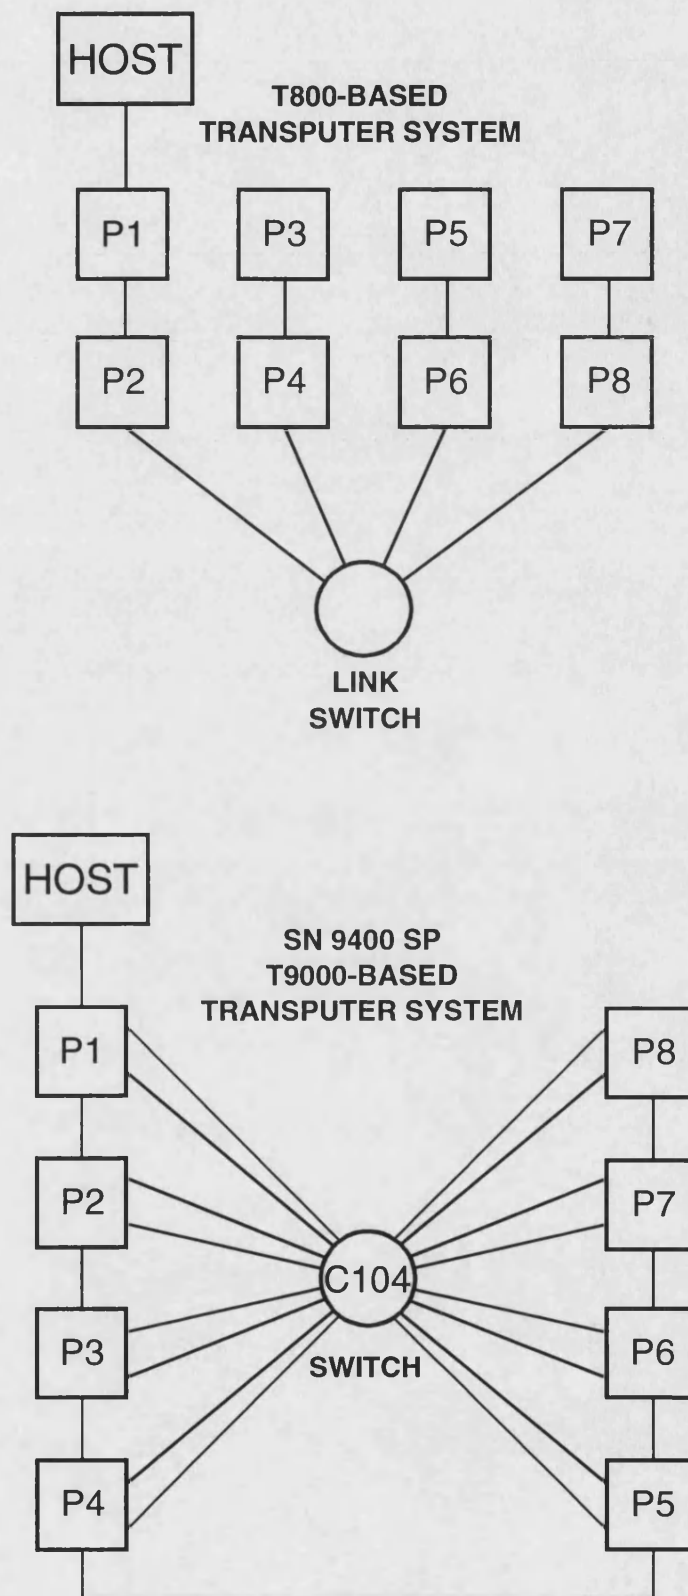 HOST
T800-BASED
TRANSPUTER SYSTEM
P1 P3 P5 P7
P2 P4 P6 P8
LINK
SWITCH
HOST
SN 9400 SP
T9000-BASED
TRANSPUTER SYSTEM
P1 P8
P2 P7
C104
P3 P6
SWITCH
P4 P5